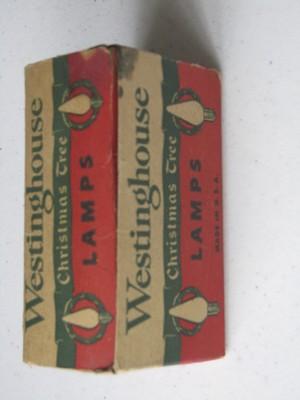 Westinghouse
Christmas Tree
LAMPS
Westinghouse
Christmas Tree
LAMPS
MADE IN U.S.A.